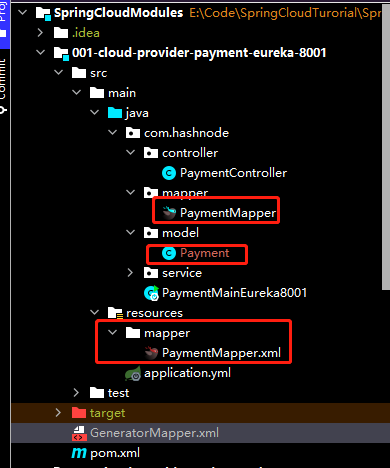 Proj
Commit
SpringCloudModules E:\Code\SpringCloudTurorial\Spr
.idea
001-cloud-provider-payment-eureka-8001
src
main
java
com.hashnode
controller
PaymentController
mapper
PaymentMapper
model
Payment
service
PaymentMainEureka8001
resources
mapper
PaymentMapper.xml
application.yml
test
target
GeneratorMapper.xml
pom.xml